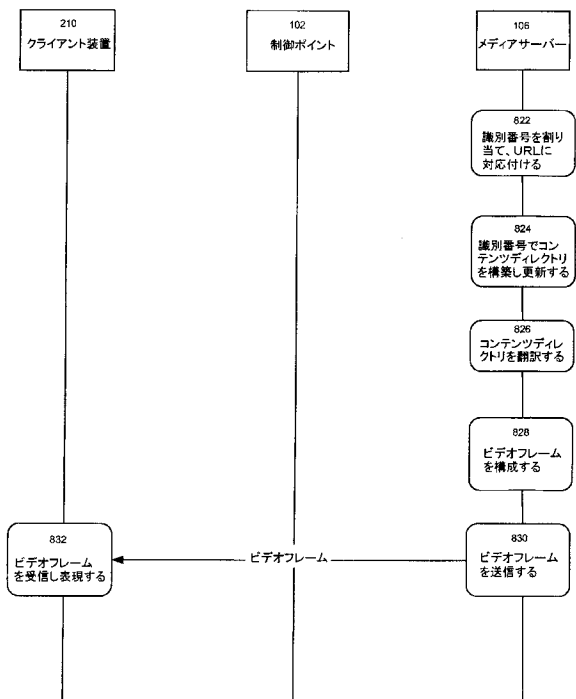 210
クライアント装置
102
制御ポイント
106
メディアサーバー
822
識別番号を割り
当て、URLに
対応付ける
824
識別番号でコン
テンツディレクトリ
を構築し更新する
826
コンテンツディレ
クトリを翻訳する
828
ビデオフレーム
を構成する
832
ビデオフレーム
を受信し表現する
ビデオフレーム
830
ビデオフレーム
を送信する